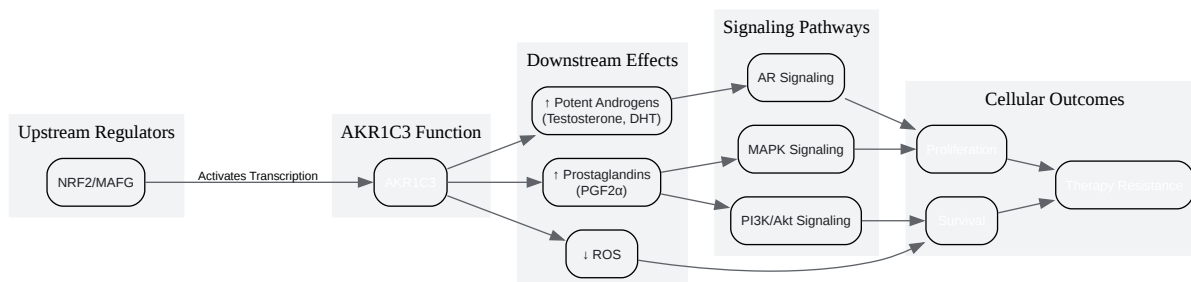 Upstream Regulators
NRF2/MAFG
Activates Transcription
AKR1C3 Function
AKR1C3
Downstream Effects
↑ Potent Androgens
(Testosterone, DHT)
↑ Prostaglandins
(PGF2α)
↓ ROS
Signaling Pathways
AR Signaling
MAPK Signaling
PI3K/Akt Signaling
Cellular Outcomes
Proliferation
Survival
Therapy Resistance